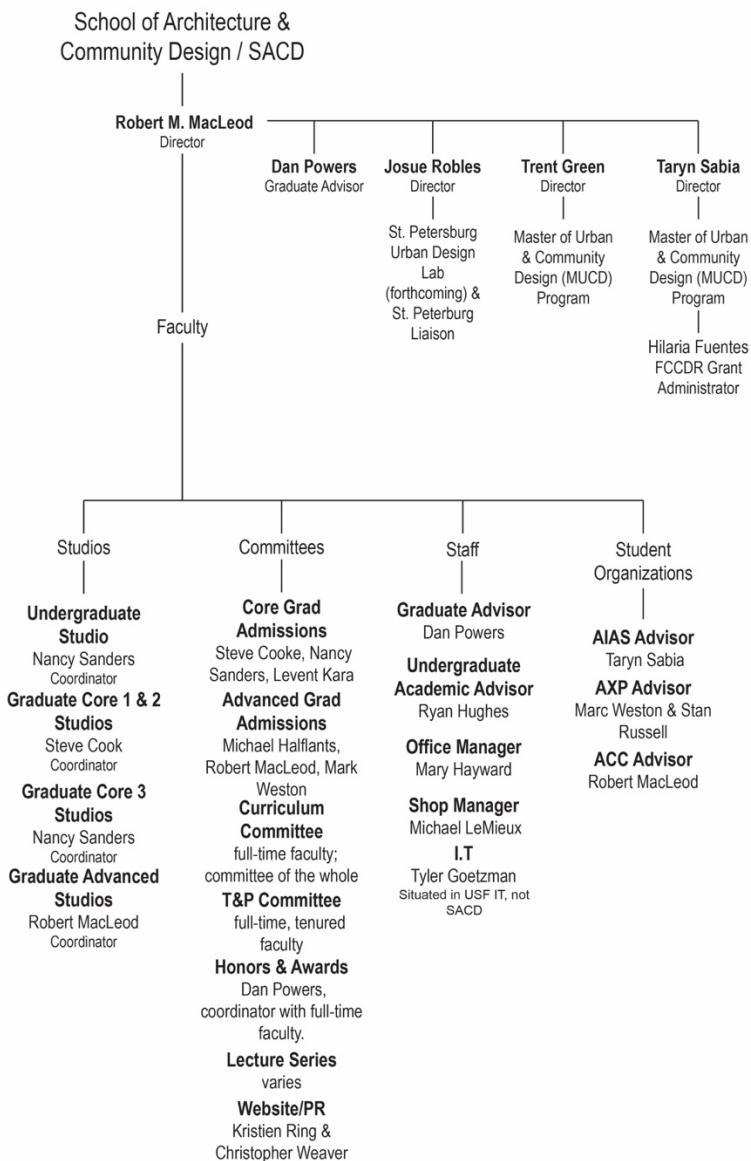 School of Architecture &
Community Design / SACD
Robert M. MacLeod
Director
Dan Powers
Graduate Advisor
Josue Robles
Director
St. Petersburg
Urban Design
Lab
(forthcoming) &
St. Peterburg
Liaison
Trent Green
Director
Master of Urban
& Community
Design (MUCD)
Program
Taryn Sabia
Director
Master of Urban
& Community
Design (MUCD)
Program
Hilaria Fuentes
FCCDR Grant
Administrator
Faculty
Studios
Undergraduate
Studio
Nancy Sanders
Coordinator
Graduate Core 1 & 2
Studios
Steve Cook
Coordinator
Graduate Core 3
Studios
Nancy Sanders
Coordinator
Graduate Advanced
Studios
Robert MacLeod
Coordinator
Committees
Core Grad
Admissions
Steve Cooke, Nancy
Sanders, Levent Kara
Advanced Grad
Admissions
Michael Halflants,
Robert MacLeod, Mark
Weston
Curriculum
Committee
full-time faculty;
committee of the whole
T&P Committee
full-time, tenured
faculty
Honors & Awards
Dan Powers,
coordinator with full-time
faculty.
Lecture Series
varies
Website/PR
Kristien Ring &
Christopher Weaver
Staff
Graduate Advisor
Dan Powers
Undergraduate
Academic Advisor
Ryan Hughes
Office Manager
Mary Hayward
Shop Manager
Michael LeMieux
I.T
Tyler Goetzman
Situated in USF IT, not
SACD
Student
Organizations
AIAS Advisor
Taryn Sabia
AXP Advisor
Marc Weston & Stan
Russell
ACC Advisor
Robert MacLeod